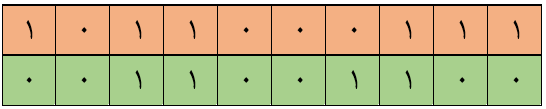 ١ ٠ ١ ١ ٠ ٠ ٠ ١ ١ ١
٠ ٠ ١ ١ ٠ ٠ ١ ١ ٠ ٠